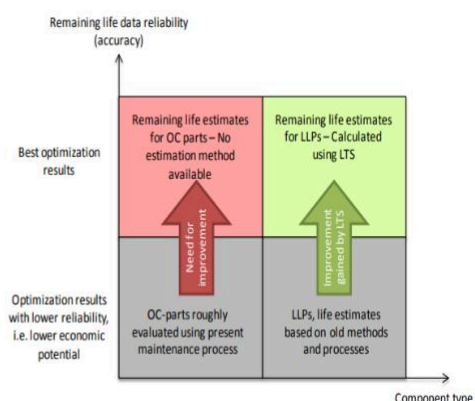 Remaining life data reliability
(accuracy)
Best optimization
results
Remaining life estimates
for OC parts – No
estimation method
available
Remaining life estimates
for LLPs – Calculated
using LTS
Need for
improvement
Improvement
gained by LTS
Optimization results
with lower reliability,
i.e. lower economic
potential
OC-parts roughly
evaluated using present
maintenance process
LLPs, life estimates
based on old methods
and processes
Component type